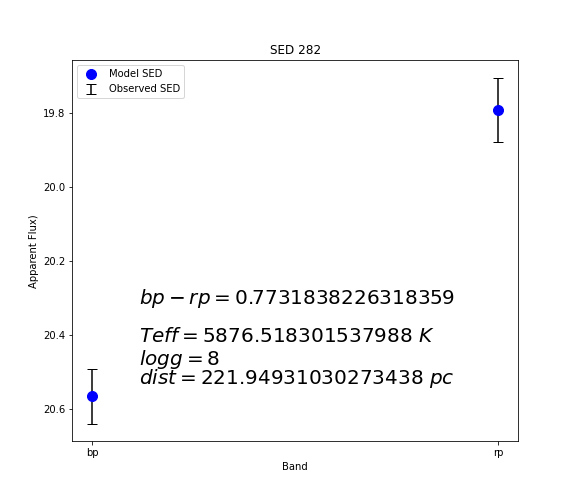 SED 282
Model SED
Observed SED
19.8
20.0
20.2
20.4
20.6
Apparent Flux)
bp − rp = 0.7731838226318359
Teff = 5876.518301537988 K
logg = 8
dist = 221.94931030273438 pc
bp
rp
Band